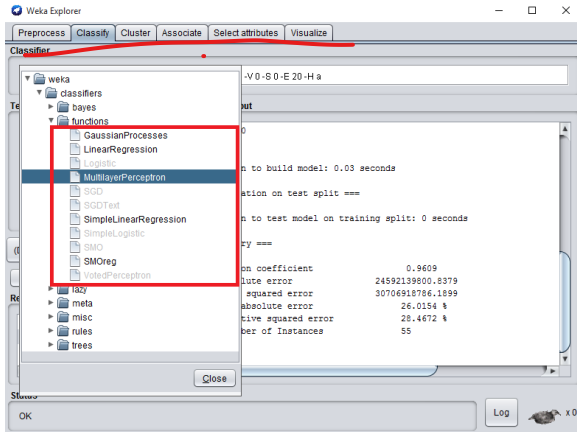 Weka Explorer
Preprocess Classify Cluster Associate Select attributes Visualize
Classifier
-V 0 -S 0 -E 20 -H a
weka
classifiers
bayes
functions
GaussianProcesses
LinearRegression
Logistic
MultilayerPerceptron
SGD
SGDText
SimpleLinearRegression
SimpleLogistic
SMO
SMOreg
VotedPerceptron
lazy
meta
misc
rules
trees
Close
Te
(D
Re
put
0
n to build model: 0.03 seconds
ation on test split ===
n to test model on training split: 0 seconds
ry ===
on coefficient 0.9609
lute error 24592139800.8379
squared error 30706918786.1899
absolute error 26.0154 %
tive squared error 28.4672 %
ber of Instances 55
Status
OK
Log
x 0